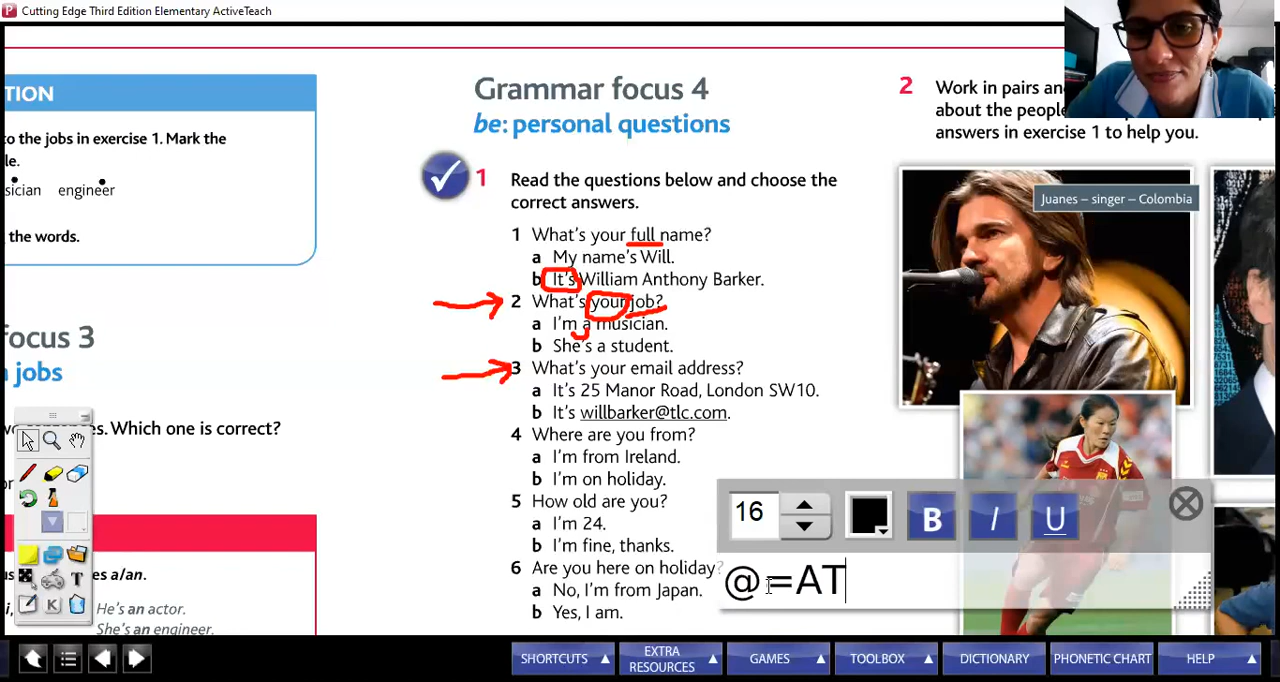 Cutting Edge Third Edition Elementary ActiveTeach
TION
to the jobs in exercise 1. Mark the
le.
sician engineer
the words.
focus 3
jobs
Which one is correct?
or
es a/an.
He's an actor.
She's an engineer.
Grammar focus 4
be: personal questions
1 Read the questions below and choose the
correct answers.
1 What's your full name?
a My name's Will.
b It's William Anthony Barker.
2 What's your job?
a I'm a musician.
b She's a student.
3 What's your email address?
a It's 25 Manor Road, London SW10.
b It's willbarker@tlc.com.
4 Where are you from?
a I'm from Ireland.
b I'm on holiday.
5 How old are you?
a I'm 24.
b I'm fine, thanks.
6 Are you here on holiday?
a No, I'm from Japan.
b Yes, I am.
2 Work in pairs an
about the people
answers in exercise 1 to help you.
Juanes – singer – Colombia
16
B I U
@=AT
T
K
SHORTCUTS
EXTRA
RESOURCES
GAMES
TOOLBOX
DICTIONARY
PHONETIC CHART
HELP